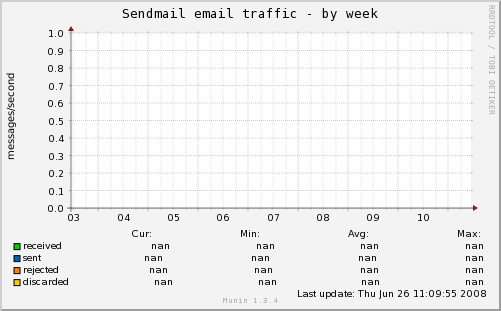 Sendmail email traffic - by week
RRDTOOL / TOBI OETIKER
messages/second
1.0
0.9
0.8
0.7
0.6
0.5
0.4
0.3
0.2
0.1
0.0
03 04 05 06 07 08 09 10
Cur: Min: Avg: Max:
received nan nan nan nan
sent nan nan nan nan
rejected nan nan nan nan
discarded nan nan nan nan
Last update: Thu Jun 26 11:09:55 2008
Munin 1.3.4